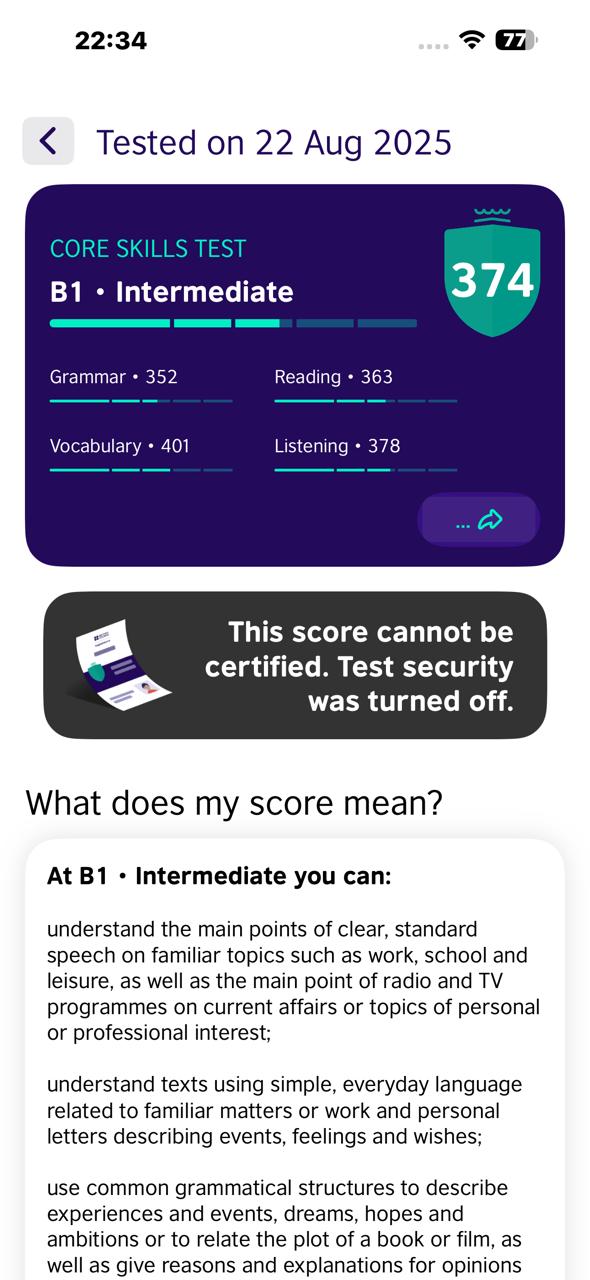 22:34
77
Tested on 22 Aug 2025
CORE SKILLS TEST
B1 • Intermediate
374
Grammar • 352
Reading • 363
Vocabulary • 401
Listening • 378
...
This score cannot be
certified. Test security
was turned off.
What does my score mean?
At B1 • Intermediate you can:
understand the main points of clear, standard
speech on familiar topics such as work, school and
leisure, as well as the main point of radio and TV
programmes on current affairs or topics of personal
or professional interest;
understand texts using simple, everyday language
related to familiar matters or work and personal
letters describing events, feelings and wishes;
use common grammatical structures to describe
experiences and events, dreams, hopes and
ambitions or to relate the plot of a book or film, as
well as give reasons and explanations for opinions